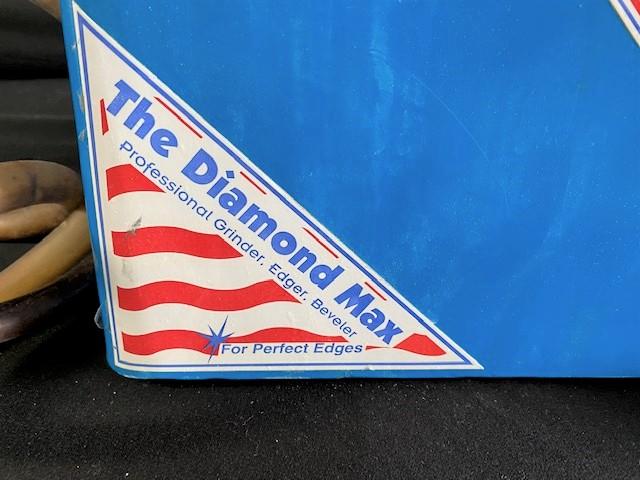 The Diamond Max
Professional Grinder, Edger, Beveler
For Perfect Edges